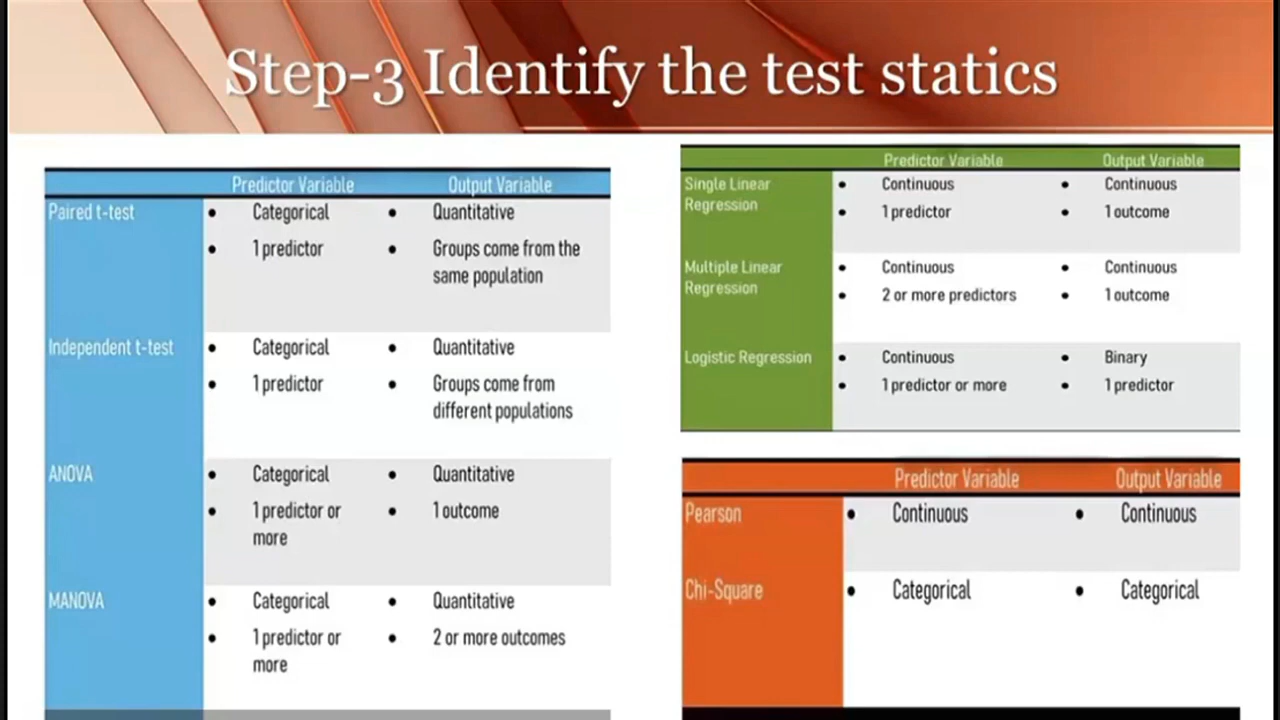 Step-3 Identify the test statics
Predictor Variable Output Variable
Paired t-test • Categorical • Quantitative
• 1 predictor • Groups come from the
same population
Independent t-test • Categorical • Quantitative
• 1 predictor • Groups come from
different populations
ANOVA • Categorical • Quantitative
• 1 predictor or • 1 outcome
more
MANOVA • Categorical • Quantitative
• 1 predictor or • 2 or more outcomes
more
Predictor Variable Output Variable
Single Linear • Continuous • Continuous
Regression • 1 predictor • 1 outcome
Multiple Linear • Continuous • Continuous
Regression • 2 or more predictors • 1 outcome
Logistic Regression • Continuous • Binary
• 1 predictor or more • 1 predictor
Predictor Variable Output Variable
Pearson • Continuous • Continuous
Chi-Square • Categorical • Categorical